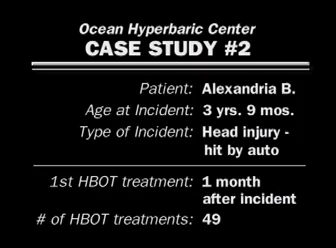 Ocean Hyperbaric Center
CASE STUDY #2
Patient: Alexandria B.
Age at Incident: 3 yrs. 9 mos.
Type of Incident: Head injury -
hit by auto
1st HBOT treatment: 1 month
after incident
# of HBOT treatments: 49